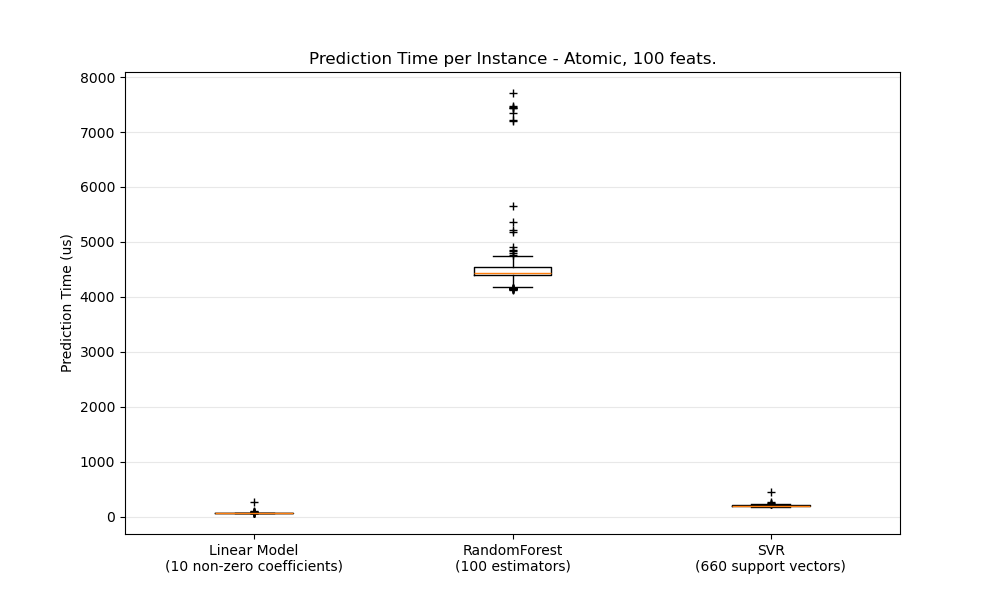 Prediction Time per Instance - Atomic, 100 feats.
Prediction Time (us)
8000
7000
6000
5000
4000
3000
2000
1000
0
Linear Model
(10 non-zero coefficients)
RandomForest
(100 estimators)
SVR
(660 support vectors)